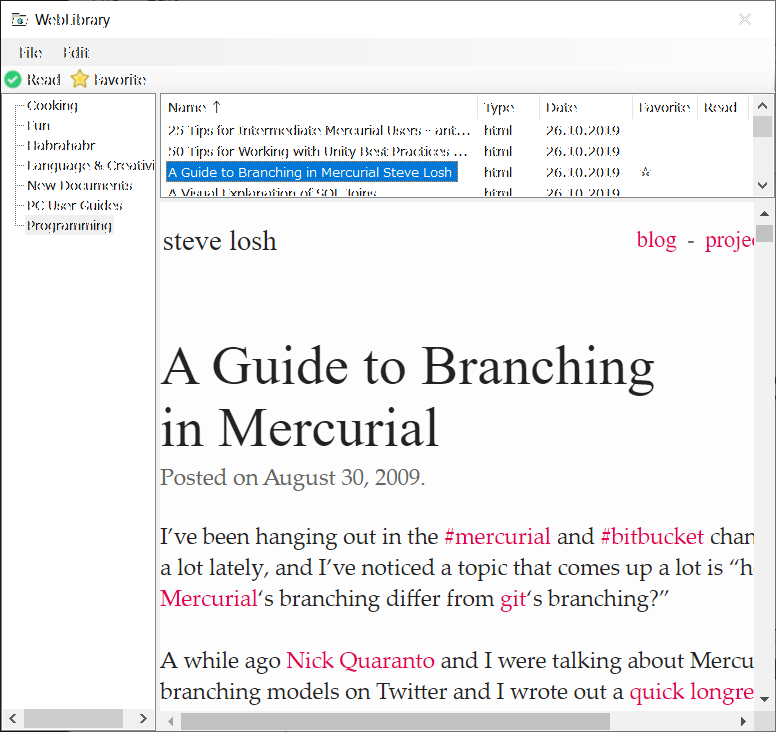 WebLibrary
File Edit
Read Favorite
Cooking
Fun
Habrahabr
Language & Creativi
New Documents
PC User Guides
Programming
Name ↑ Type Date Favorite Read
25 Tips for Intermediate Mercurial Users - ant... html 26.10.2019
50 Tips for Working with Unity Best Practices ... html 26.10.2019
A Guide to Branching in Mercurial Steve Losh html 26.10.2019 ☆
A Visual Explanation of SQL Joins html 26.10.2019
steve losh blog - projec
A Guide to Branching
in Mercurial
Posted on August 30, 2009.
I’ve been hanging out in the #mercurial and #bitbucket chan
a lot lately, and I’ve noticed a topic that comes up a lot is “h
Mercurial‘s branching differ from git‘s branching?”
A while ago Nick Quaranto and I were talking about Mercu
branching models on Twitter and I wrote out a quick longre